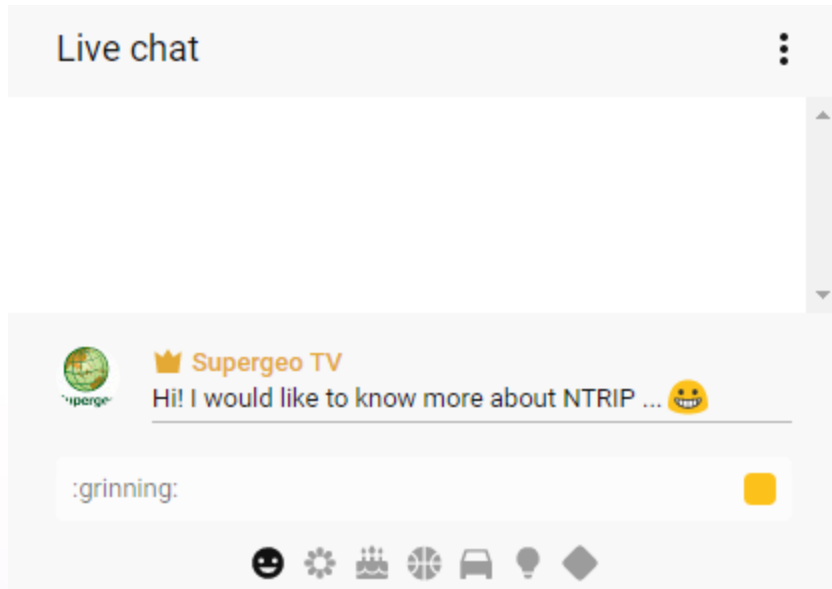 Live chat
Supergeo TV
Hi! I would like to know more about NTRIP ... 😀
:grinning: